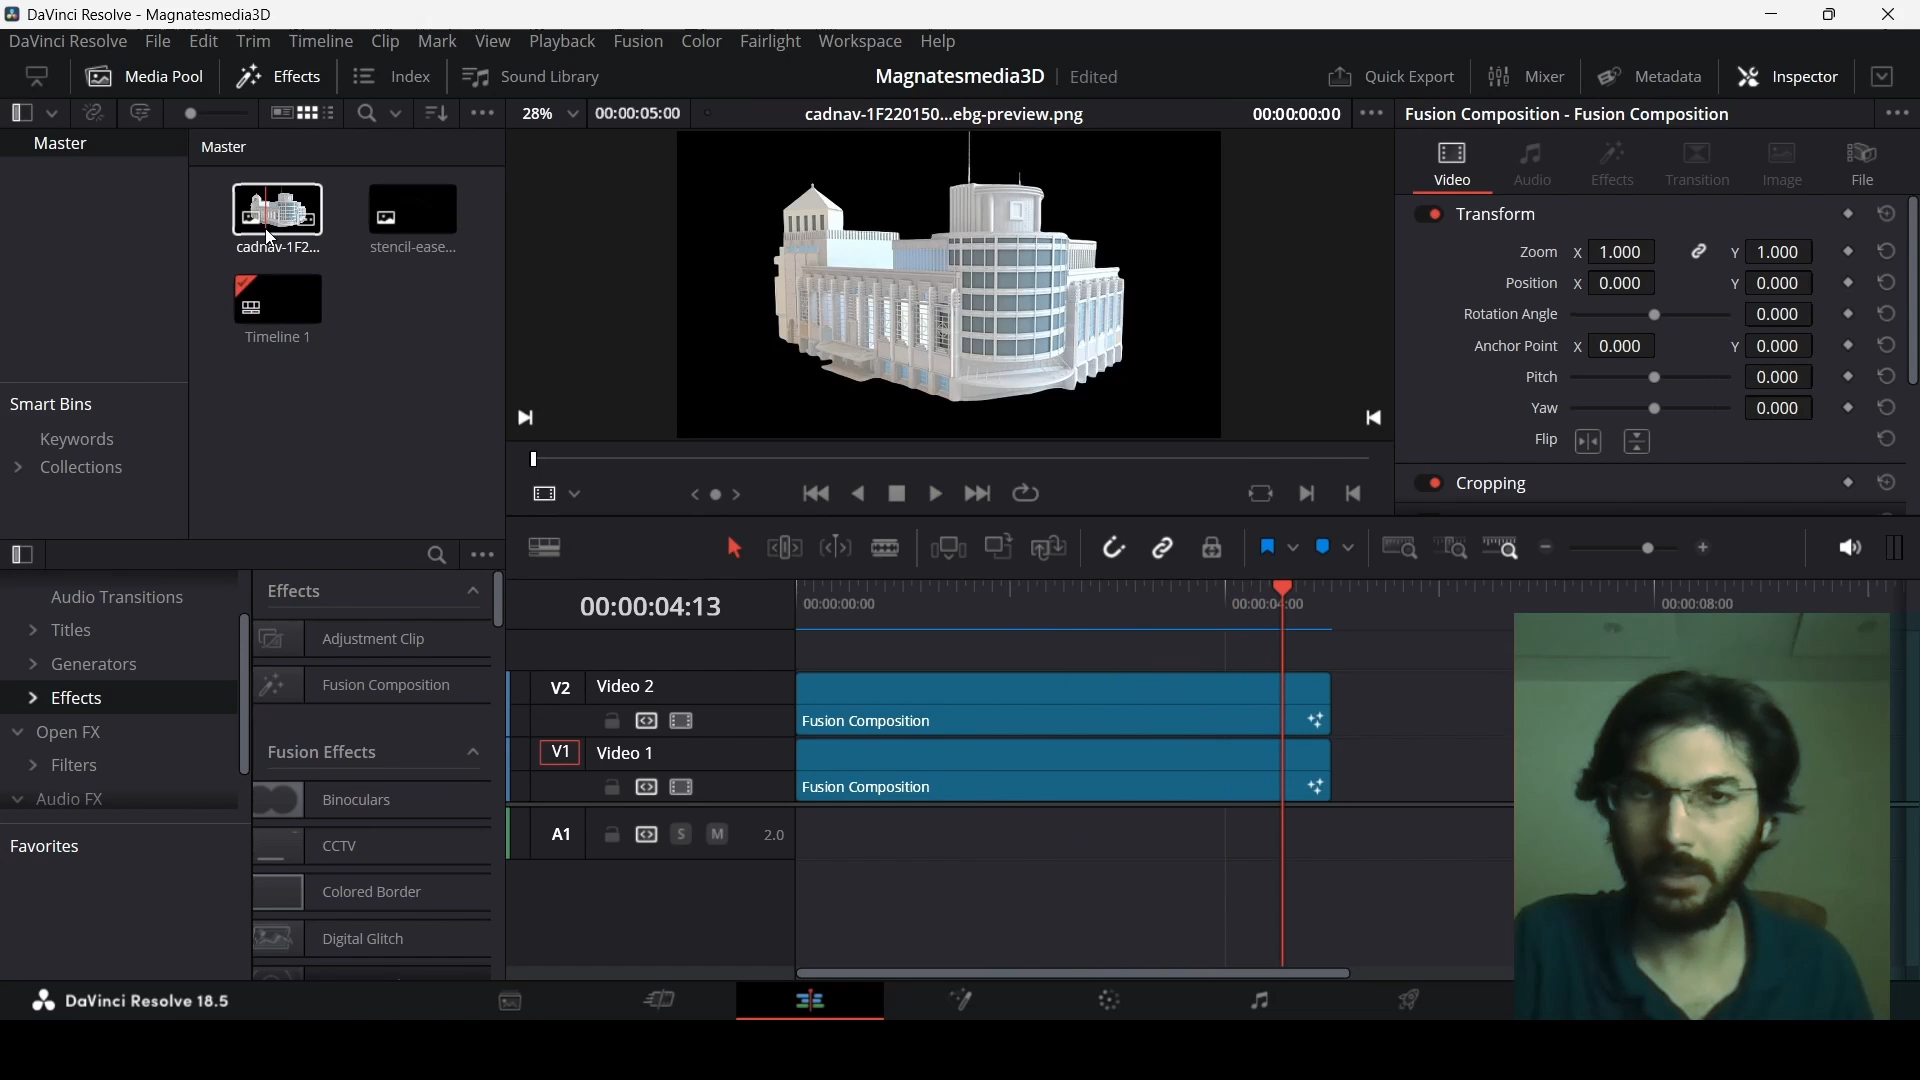 DaVinci Resolve - Magnatesmedia3D
DaVinci Resolve File Edit Trim Timeline Clip Mark View Playback Fusion Color Fairlight Workspace Help
Media Pool Effects Index Sound Library Magnatesmedia3D Edited Quick Export Mixer Metadata Inspector
28% 00:00:05:00 cadnav-1F220150...ebg-preview.png 00:00:00:00 Fusion Composition - Fusion Composition
Master
Master
cadnav-1F2...
stencil-ease...
Timeline 1
Smart Bins
Keywords
Collections
Video Audio Effects Transition Image File
Transform
Zoom X 1.000 Y 1.000
Position X 0.000 Y 0.000
Rotation Angle 0.000
Anchor Point X 0.000 Y 0.000
Pitch 0.000
Yaw 0.000
Flip
Cropping
Audio Transitions
Titles
Generators
Effects
Open FX
Filters
Audio FX
Favorites
Effects
Adjustment Clip
Fusion Composition
Fusion Effects
Binoculars
CCTV
Colored Border
Digital Glitch
00:00:04:13
00:00:00:00 00:00:04:00 00:00:08:00
V2 Video 2
Fusion Composition
V1 Video 1
Fusion Composition
A1 S M 2.0
DaVinci Resolve 18.5